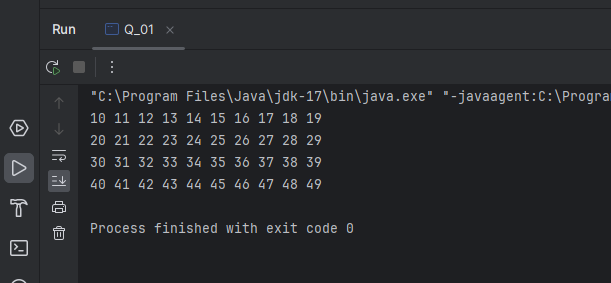 Run Q_01
"C:\Program Files\Java\jdk-17\bin\java.exe" "-javaagent:C:\Progra
10 11 12 13 14 15 16 17 18 19
20 21 22 23 24 25 26 27 28 29
30 31 32 33 34 35 36 37 38 39
40 41 42 43 44 45 46 47 48 49
Process finished with exit code 0